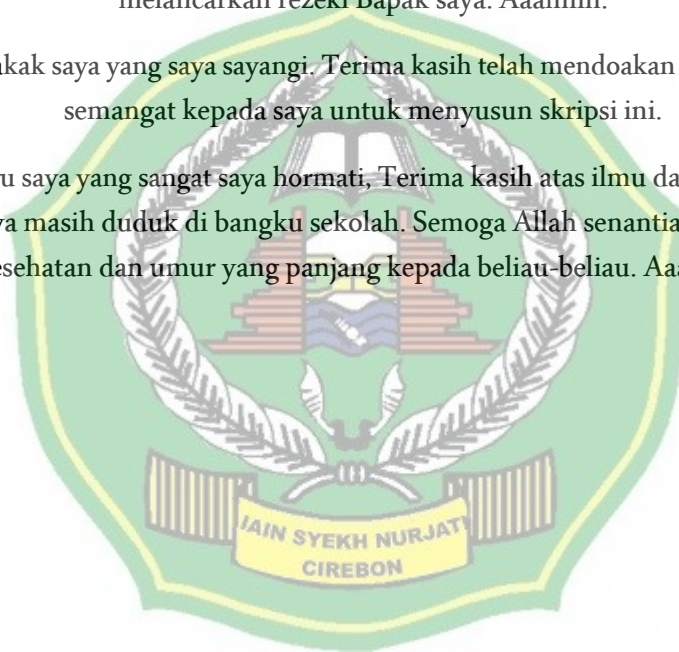 melancarkan rezeki Bapak saya. Aaamiin.
kak saya yang saya sayangi. Terima kasih telah mendoakan
semangat kepada saya untuk menyusun skripsi ini.
u saya yang sangat saya hormati, Terima kasih atas ilmu da
ya masih duduk di bangku sekolah. Semoga Allah senantia
esehatan dan umur yang panjang kepada beliau-beliau. Aaa
IAIN SYEKH NURJATI
CIREBON